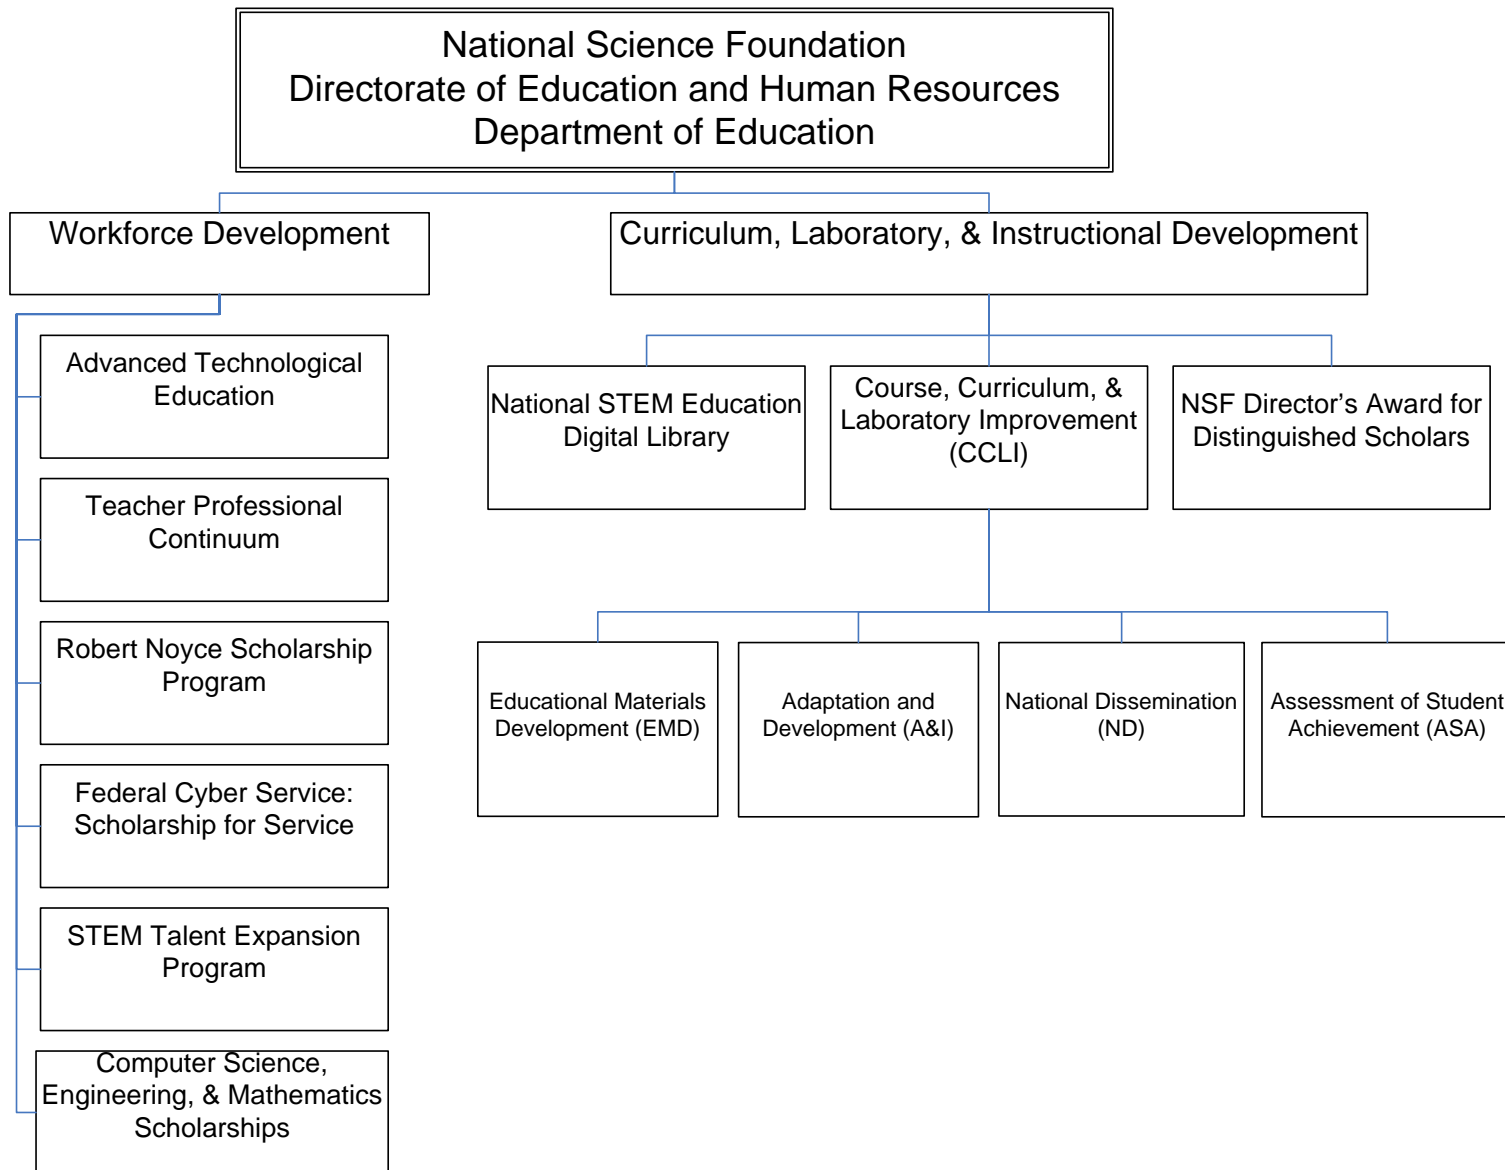 National Science Foundation
Directorate of Education and Human Resources
Department of Education
Workforce Development
Curriculum, Laboratory, & Instructional Development
Advanced Technological
Education
Teacher Professional
Continuum
Robert Noyce Scholarship
Program
Federal Cyber Service:
Scholarship for Service
STEM Talent Expansion
Program
Computer Science,
Engineering, & Mathematics
Scholarships
National STEM Education
Digital Library
Course, Curriculum, &
Laboratory Improvement
(CCLI)
NSF Director’s Award for
Distinguished Scholars
Educational Materials
Development (EMD)
Adaptation and
Development (A&I)
National Dissemination
(ND)
Assessment of Student
Achievement (ASA)